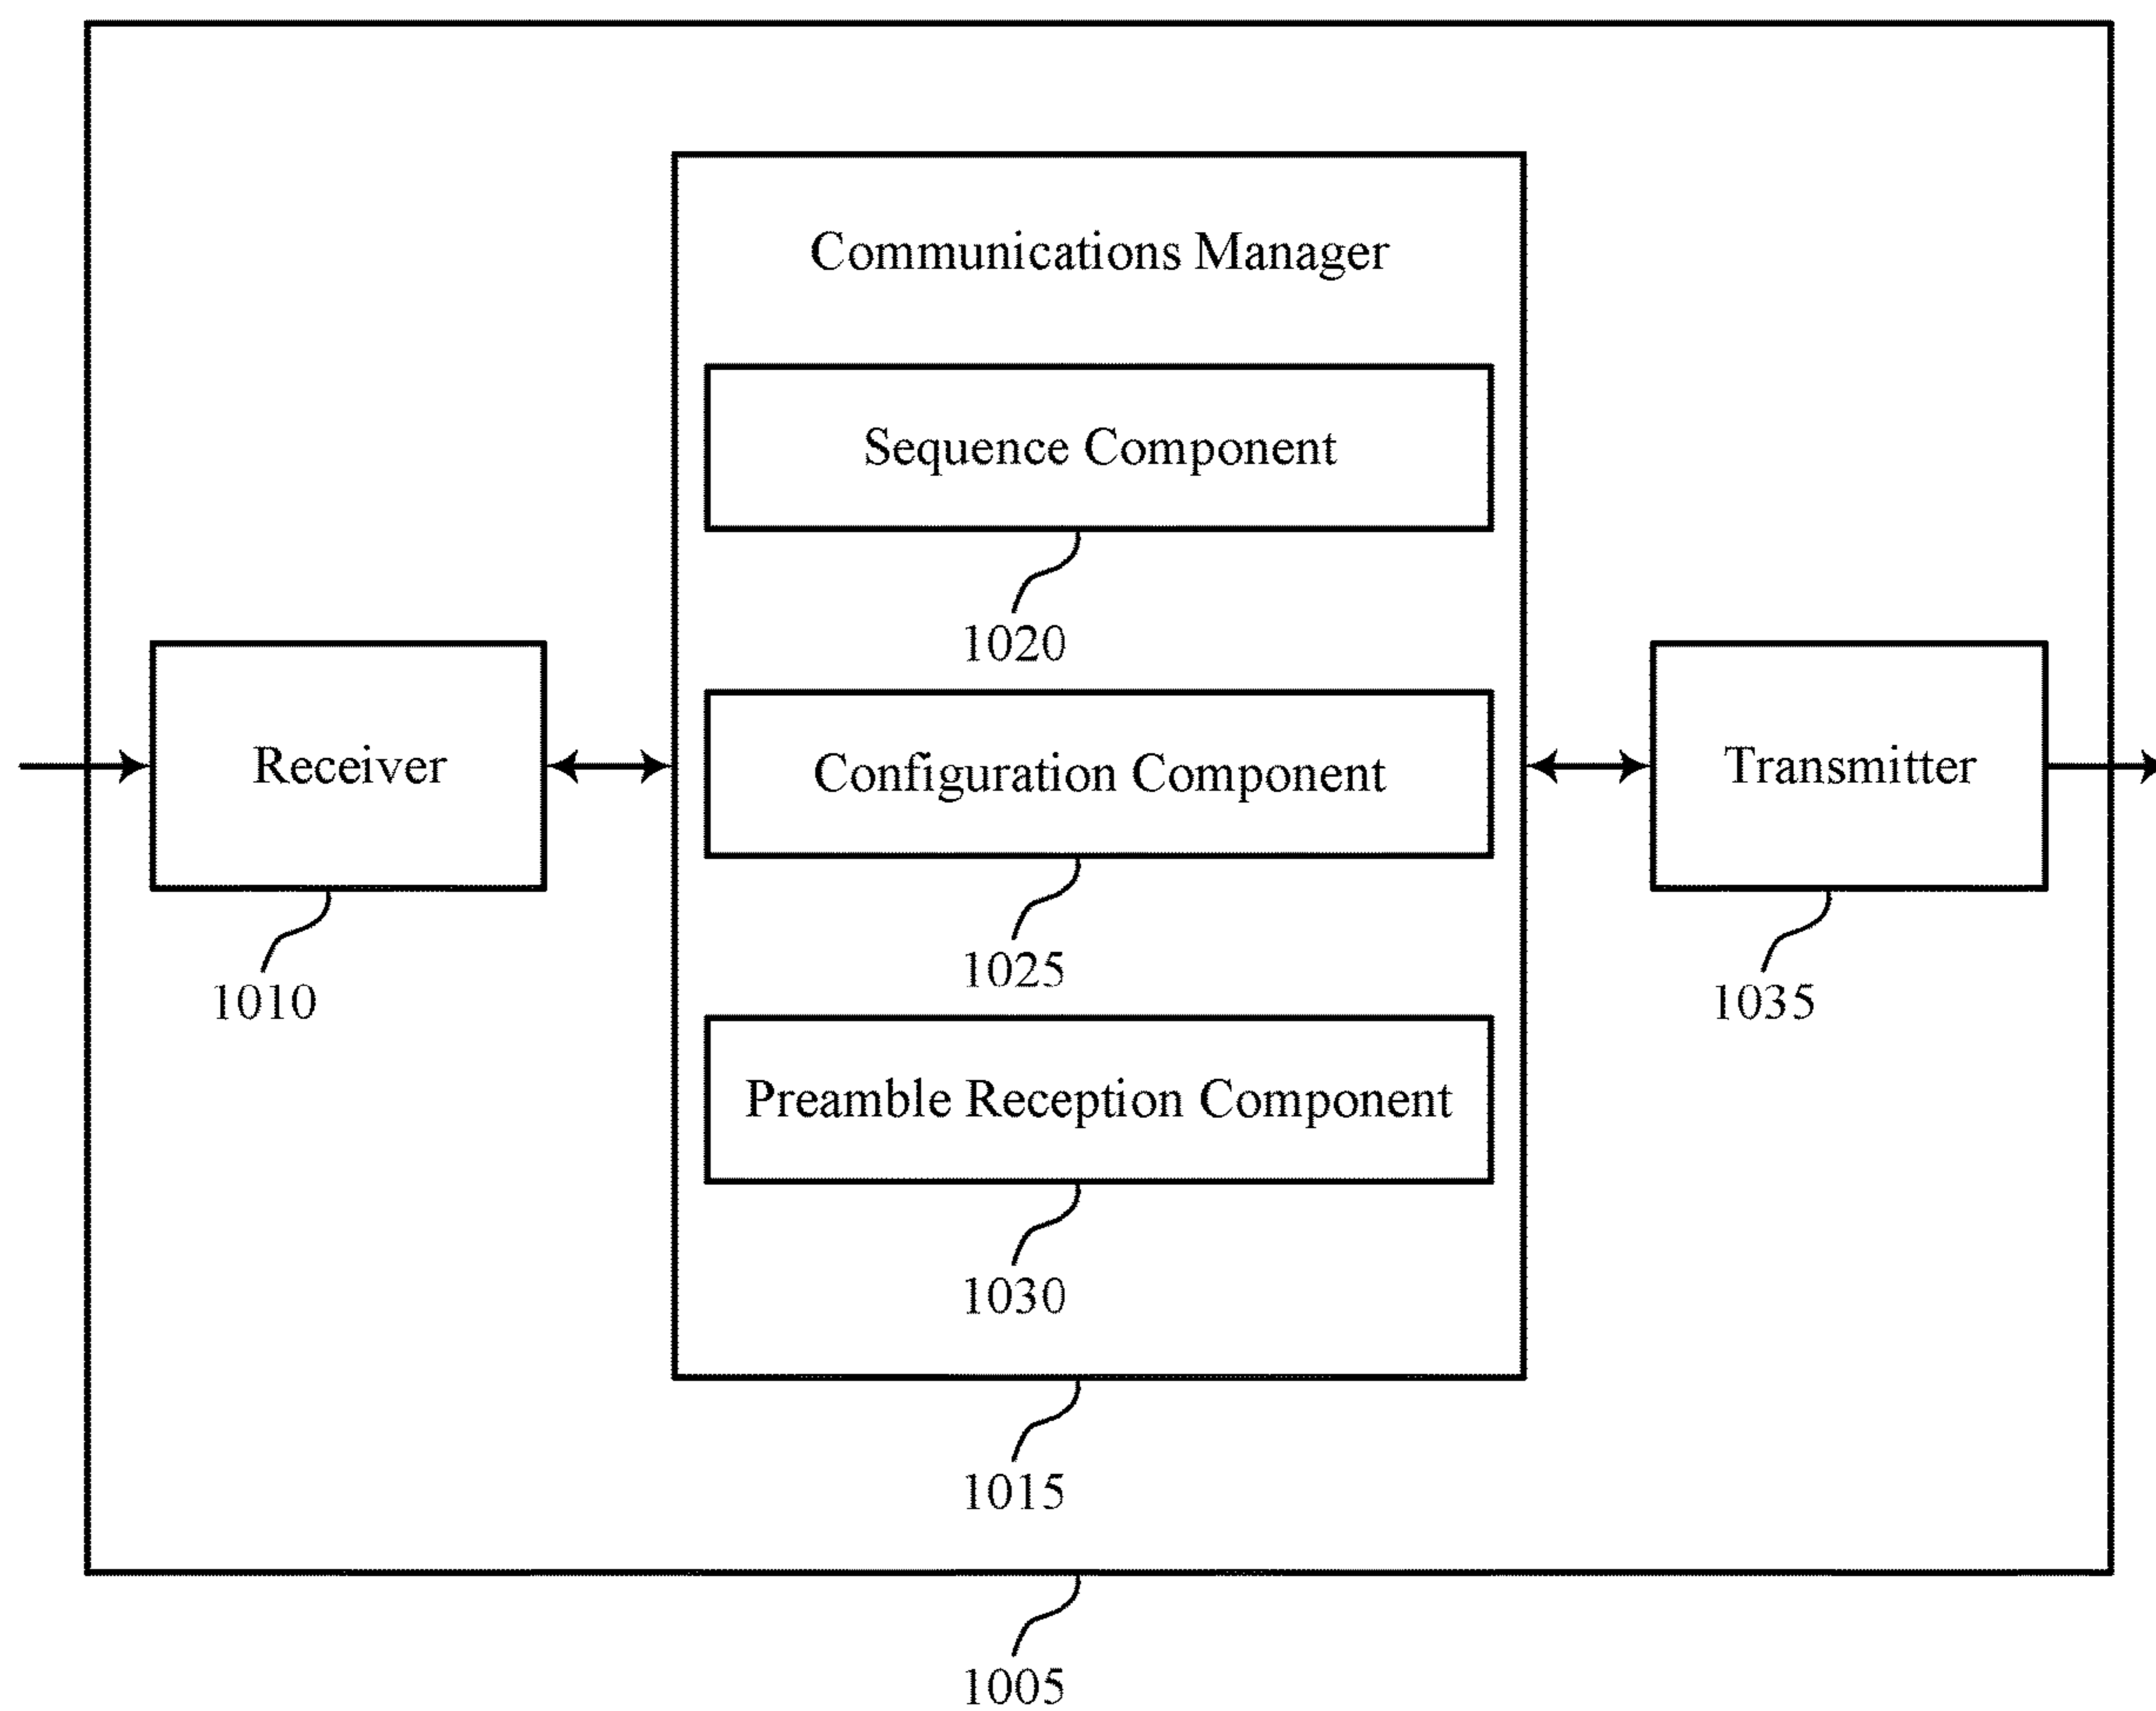 Communications Manager
Sequence Component
1020
Receiver
Configuration Component
Transmitter
1010
1025
1035
Preamble Reception Component
1030
1015
1005